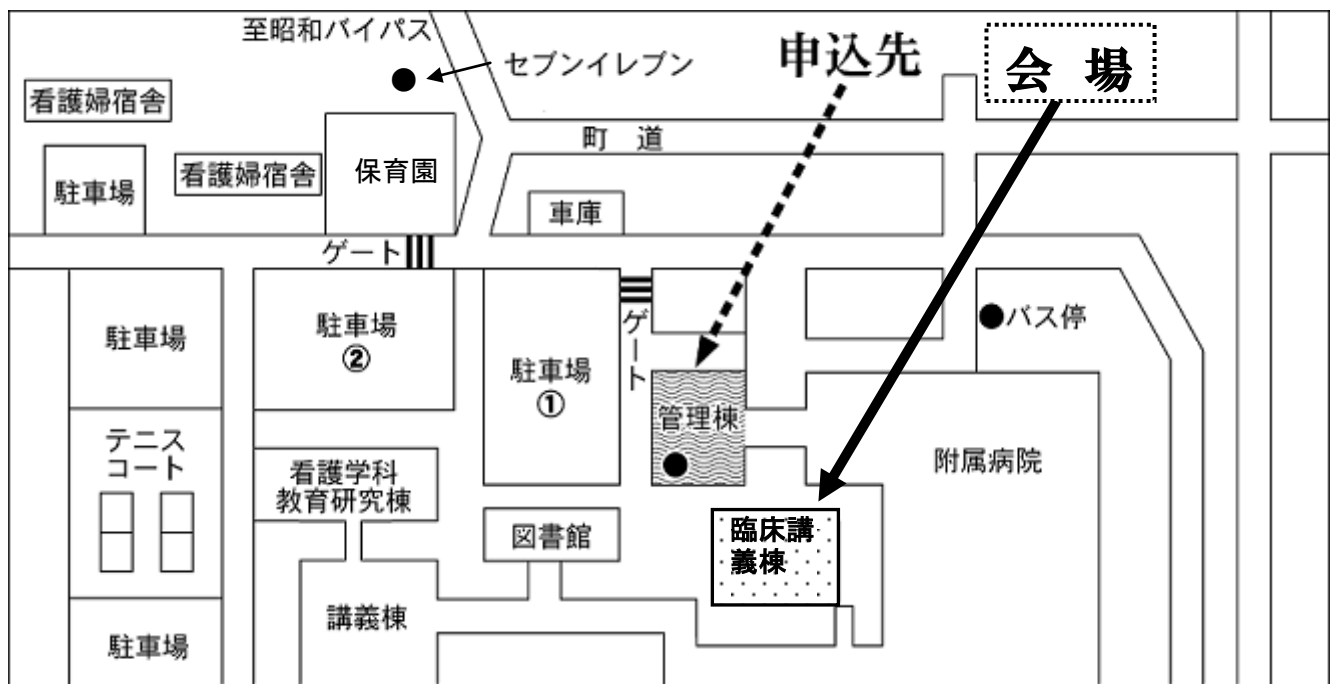 至昭和バイパス
セブンイレブン
申込先
会 場
看護婦宿舎
町 道
駐車場
看護婦宿舎
保育園
車庫
ゲート
駐車場
駐車場
②
駐車場
①
ゲート
バス停
管理棟
テニス
コート
看護学科
教育研究棟
附属病院
図書館
臨床講
義棟
講義棟
駐車場